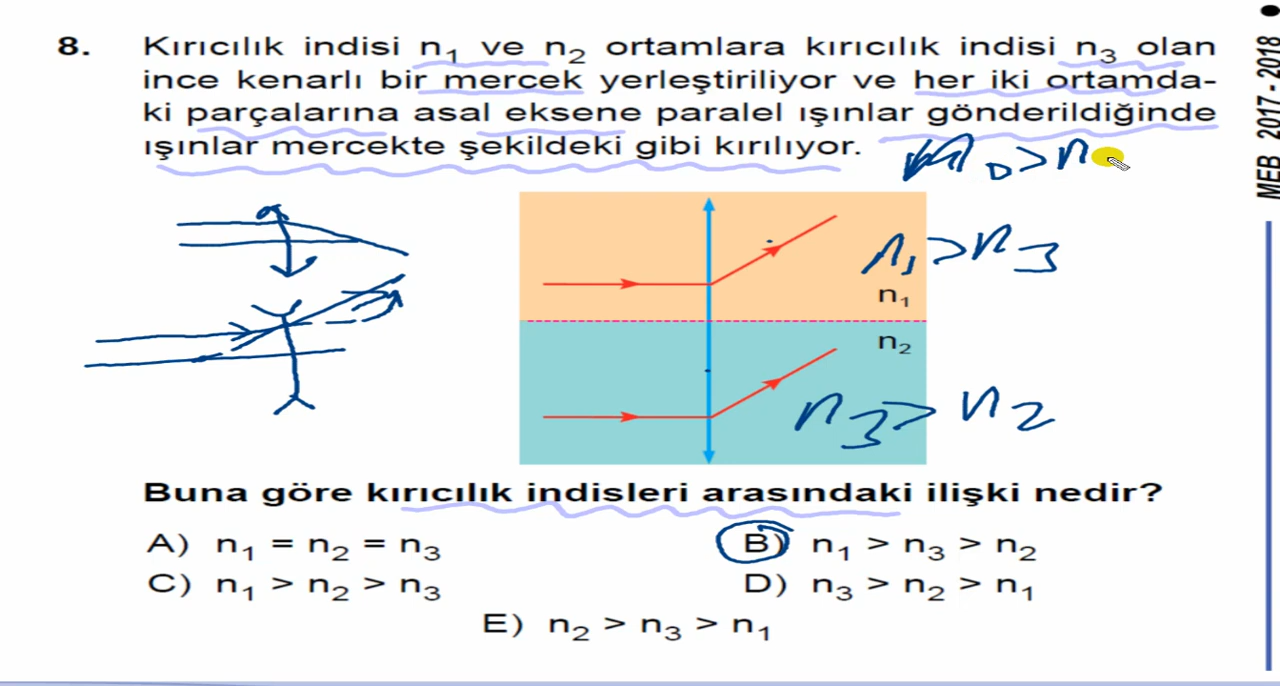 8. Kırıcılık indisi n₁ ve n₂ ortamlara kırıcılık indisi n₃ olan
ince kenarlı bir mercek yerleştiriliyor ve her iki ortamda-
ki parçalarına asal eksene paralel ışınlar gönderildiğinde
ışınlar mercekte şekildeki gibi kırılıyor.
MEB 2017 - 2018
n₁ > n₃
n₁
n₂
n₃ > n₂
Buna göre kırıcılık indisleri arasındaki ilişki nedir?
A) n₁ = n₂ = n₃
B) n₁ > n₃ > n₂
C) n₁ > n₂ > n₃
D) n₃ > n₂ > n₁
E) n₂ > n₃ > n₁